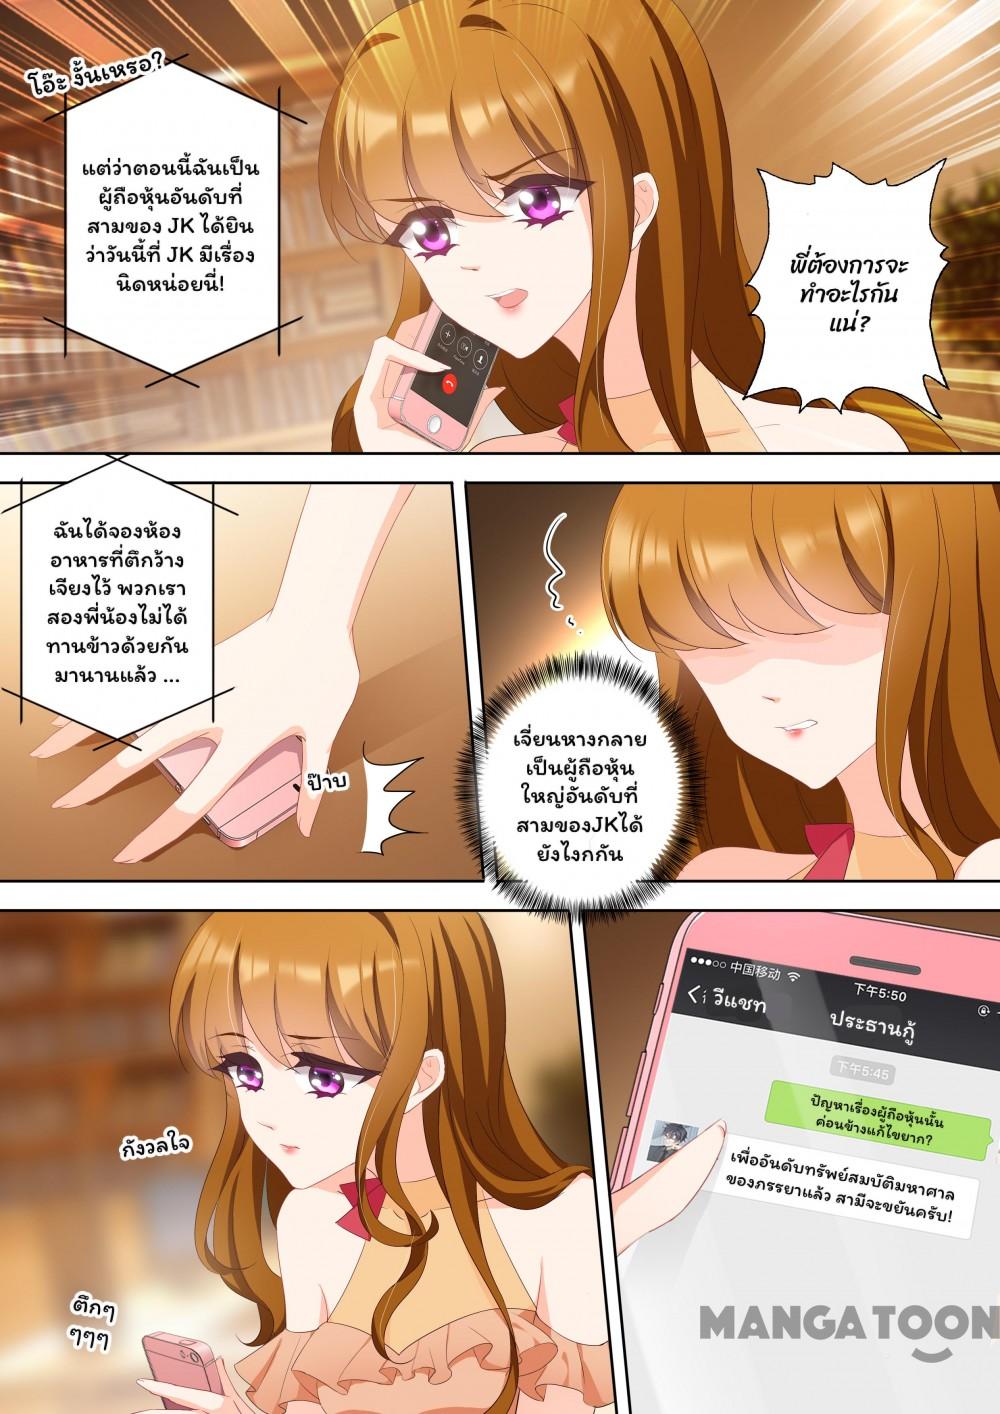 โอ๊ะ งั้นเหรอ?
แต่ว่าตอนนี้ฉันเป็น
ผู้ถือหุ้นอันดับที่
สามของ JK ได้ยิน
ว่าวันนี้ที่ JK มีเรื่อง
นิดหน่อยนี่!
พี่ต้องการจะ
ทำอะไรกัน
แน่?
ฉันได้จองห้อง
อาหารที่ตึกว้าง
เจียงไว้ พวกเรา
สองพี่น้องไม่ได้
ทานข้าวด้วยกัน
มานานแล้ว ...
ป๊าบ
เจี่ยนหางกลาย
เป็นผู้ถือหุ้น
ใหญ่อันดับที่
สามของJKได้
ยังไงกัน
กังวลใจ
ตึกๆ
ๆๆๆ
中国移动
下午5:50
วีแชท
ประธานกู้
下午5:45
ปัญหาเรื่องผู้ถือหุ้นนั้น
ค่อนข้างแก้ไขยาก?
เพื่ออันดับทรัพย์สมบัติมหาศาล
ของภรรยาแล้ว สามีจะขยันครับ!
MANGATOON